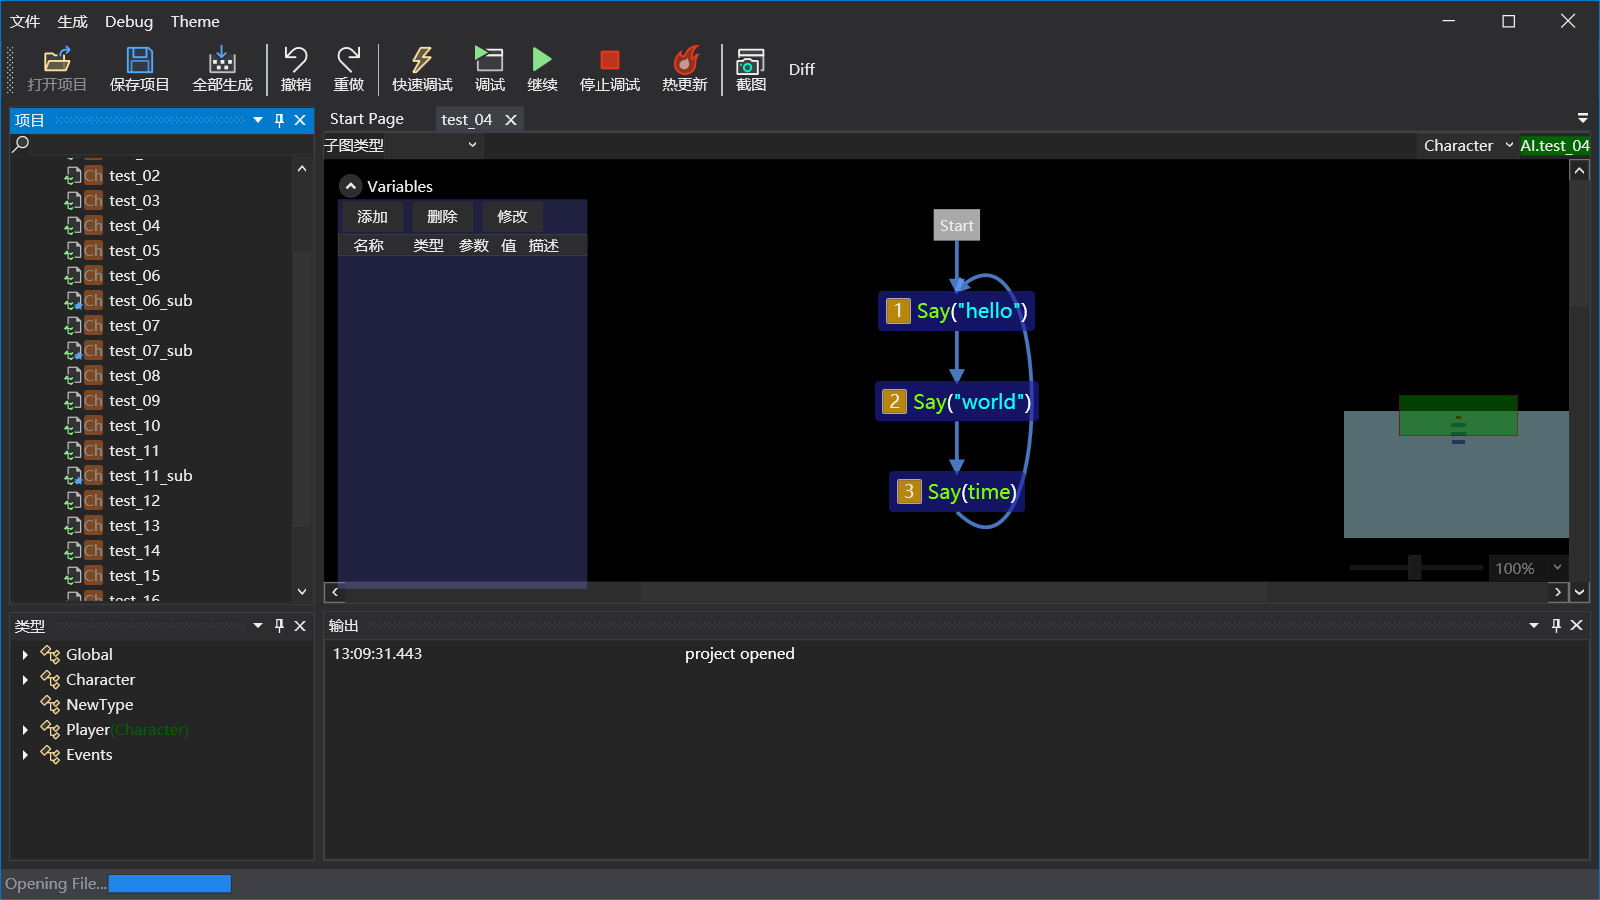 文件 生成 Debug Theme
打开项目 保存项目 全部生成 撤销 重做 快速调试 调试 继续 停止调试 热更新 截图 Diff
项目
Ch test_02
Ch test_03
Ch test_04
Ch test_05
Ch test_06
Ch test_06_sub
Ch test_07
Ch test_07_sub
Ch test_08
Ch test_09
Ch test_10
Ch test_11
Ch test_11_sub
Ch test_12
Ch test_13
Ch test_14
Ch test_15
Ch test_16
类型
Global
Character
NewType
Player(Character)
Events
Start Page test_04
子图类型 Character AI.test_04
Variables
添加 删除 修改
名称 类型 参数 值 描述
Start
1 Say("hello")
2 Say("world")
3 Say(time)
100%
输出
13:09:31.443 project opened
Opening File...